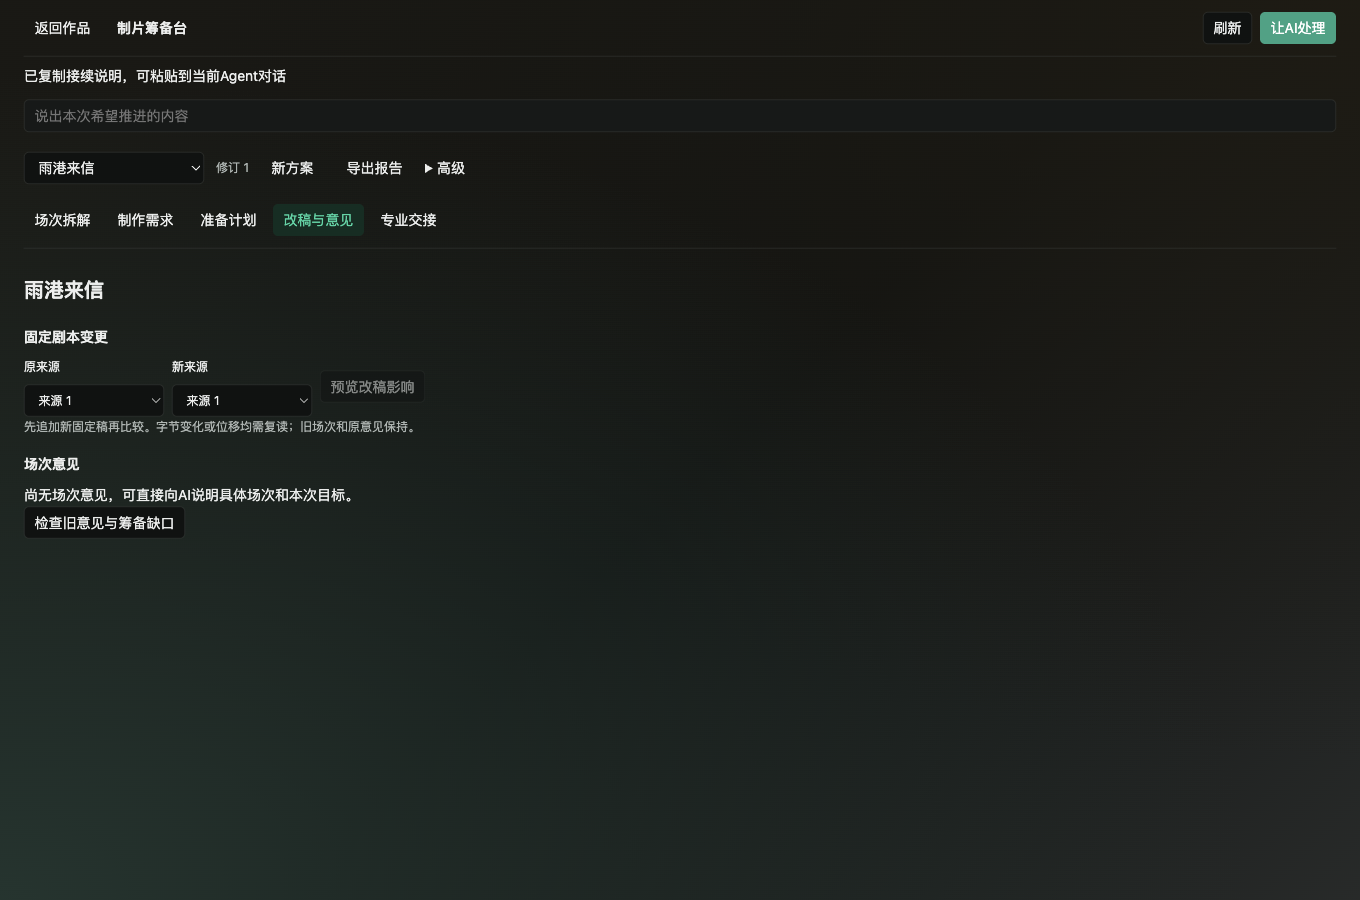 返回作品 制片筹备台 刷新 让AI处理
已复制接续说明，可粘贴到当前Agent对话
说出本次希望推进的内容
雨港来信 修订 1 新方案 导出报告 ▶ 高级
场次拆解 制作需求 准备计划 改稿与意见 专业交接
雨港来信
固定剧本变更
原来源 新来源
来源 1 来源 1 预览改稿影响
先追加新固定稿再比较。字节变化或位移均需复读；旧场次和原意见保持。
场次意见
尚无场次意见，可直接向AI说明具体场次和本次目标。
检查旧意见与筹备缺口